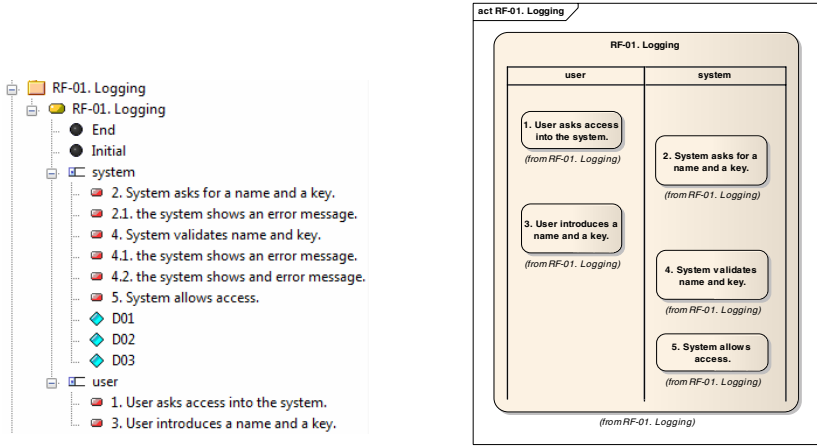 RF-01. Logging
RF-01. Logging
End
Initial
system
2. System asks for a name and a key.
2.1. the system shows an error message.
4. System validates name and key.
4.1. the system shows an error message.
4.2. the system shows and error message.
5. System allows access.
D01
D02
D03
user
1. User asks access into the system.
3. User introduces a name and a key.
act RF-01. Logging
RF-01. Logging
user
system
1. User asks access
into the system.
(from RF-01. Logging)
2. System asks for a
name and a key.
(from RF-01. Logging)
3. User introduces a
name and a key.
(from RF-01. Logging)
4. System validates
name and key.
(from RF-01. Logging)
5. System allows
access.
(from RF-01. Logging)
(from RF-01. Logging)